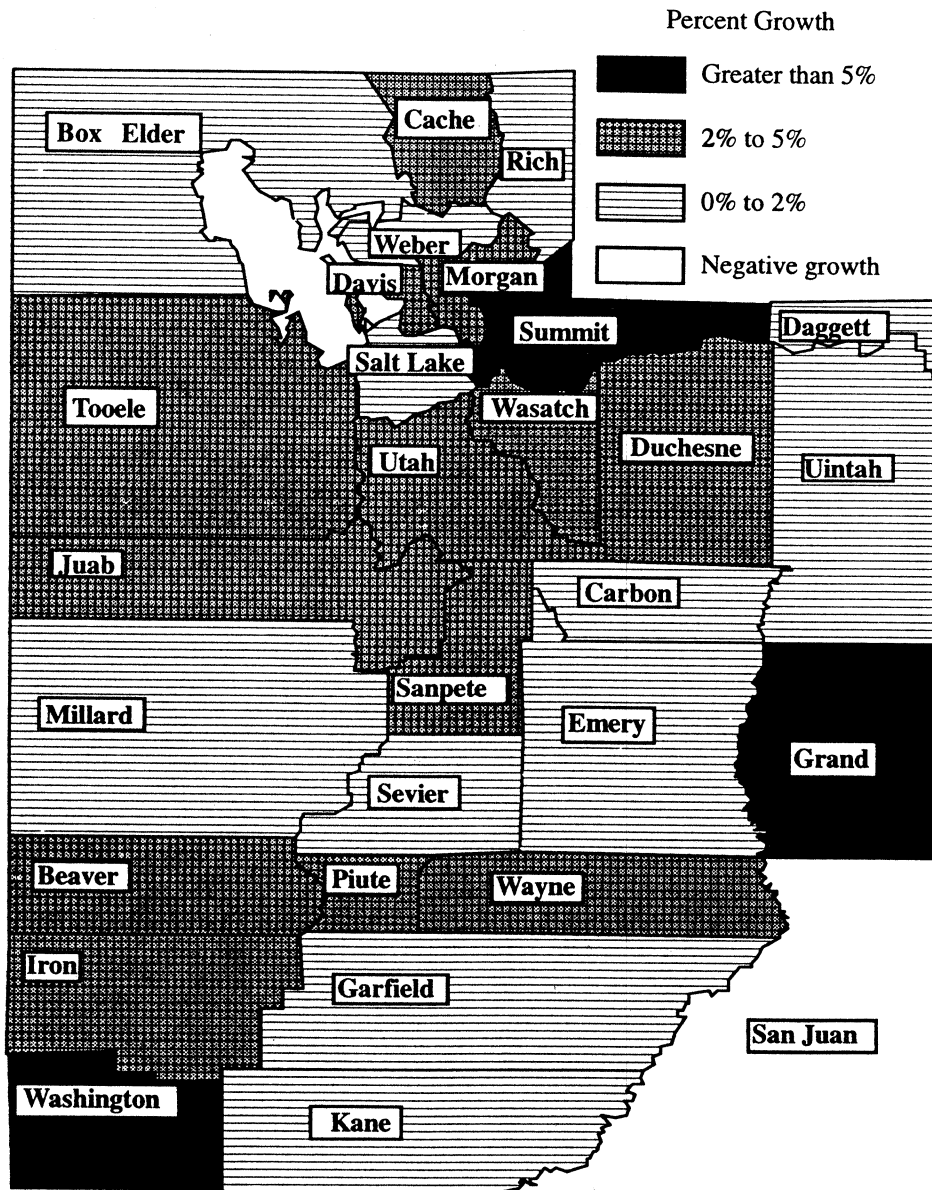 Percent Growth
Greater than 5%
2% to 5%
0% to 2%
Negative growth
Box Elder
Cache
Rich
Weber
Davis
Morgan
Summit
Daggett
Salt Lake
Tooele
Wasatch
Utah
Duchesne
Uintah
Juab
Carbon
Sanpete
Millard
Emery
Grand
Sevier
Beaver
Piute
Wayne
Iron
Garfield
San Juan
Washington
Kane